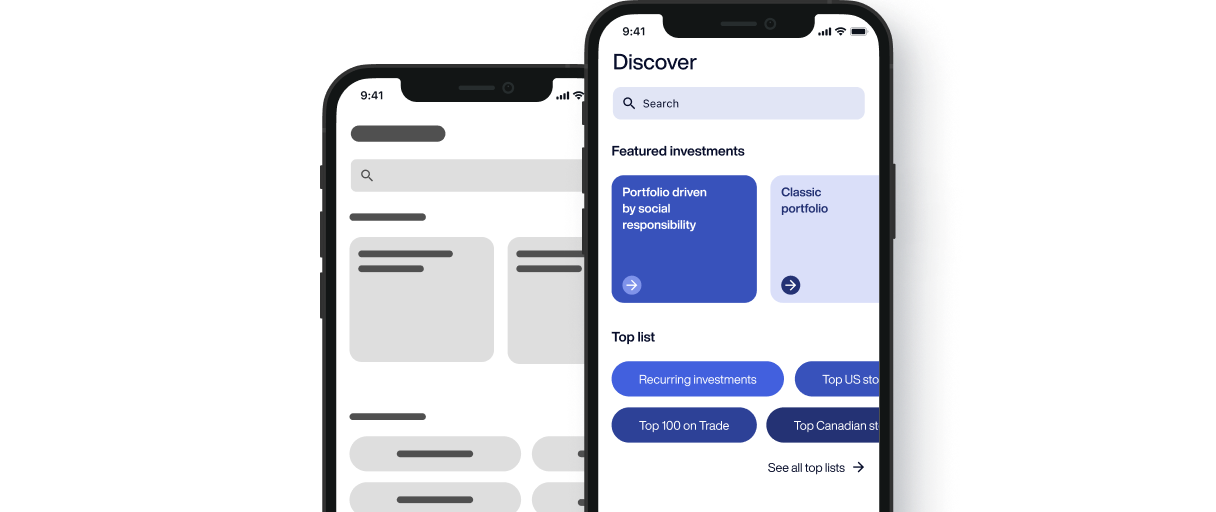 9:41
9:41
Discover
Search
Featured investments
Portfolio driven
by social
responsibility
Classic
portfolio
Top list
Recurring investments
Top US sto
Top 100 on Trade
Top Canadian st
See all top lists